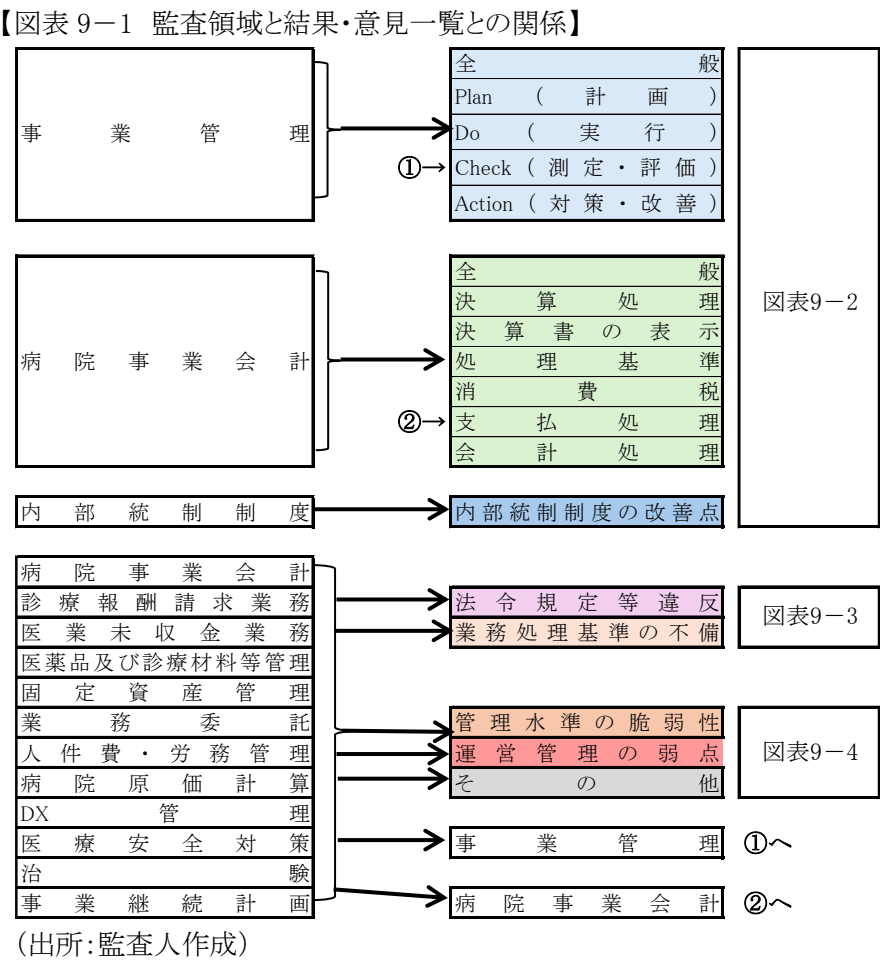 【図表 9－1 監査領域と結果・意見一覧との関係】
事業管理
全般
Plan（計画）
Do（実行）
①→
Check（測定・評価）
Action（対策・改善）
病院事業会計
全般
決算処理
決算書の表示
処理基準
消費税
②→
支払処理
会計処理
図表9－2
内部統制制度
内部統制制度の改善点
病院事業会計
診療報酬請求業務
医業未収金業務
医薬品及び診療材料等管理
固定資産管理
業務委託
人件費・労務管理
病院原価計算
DX管理
医療安全対策
治験
事業継続計画
法令規定等違反
業務処理基準の不備
図表9－3
管理水準の脆弱性
運営管理の弱点
その他
図表9－4
事業管理
①へ
病院事業会計
②へ
（出所：監査人作成）